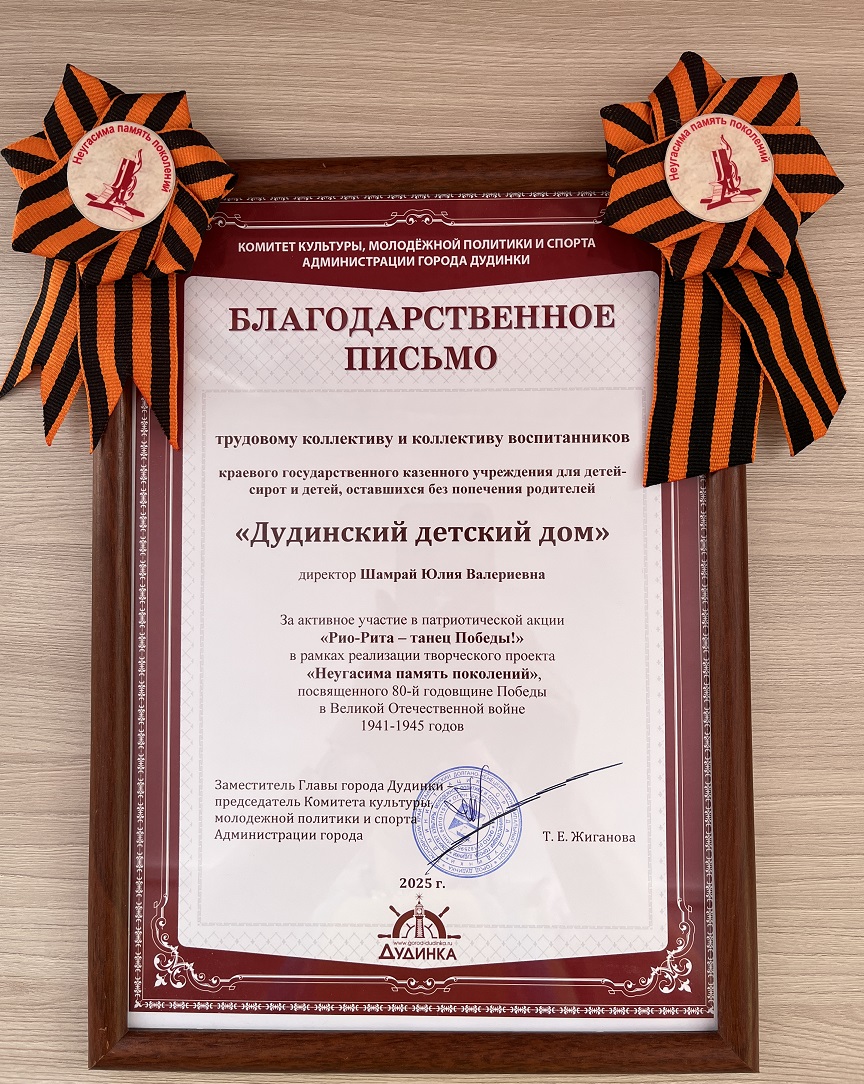 Неугасима память поколений
Неугасима память поколений
КОМИТЕТ КУЛЬТУРЫ, МОЛОДЁЖНОЙ ПОЛИТИКИ И СПОРТА
АДМИНИСТРАЦИИ ГОРОДА ДУДИНКИ
БЛАГОДАРСТВЕННОЕ
ПИСЬМО
трудовому коллективу и коллективу воспитанников
краевого государственного казенного учреждения для детей-
сирот и детей, оставшихся без попечения родителей
«Дудинский детский дом»
директор Шамрай Юлия Валериевна
За активное участие в патриотической акции
«Рио-Рита – танец Победы!»
в рамках реализации творческого проекта
«Неугасима память поколений»,
посвященного 80-й годовщине Победы
в Великой Отечественной войне
1941-1945 годов
Заместитель Главы города Дудинки –
председатель Комитета культуры,
молодежной политики и спорта
Администрации города
Т. Е. Жиганова
2025 г.
www.gorod-dudinka.ru
ДУДИНКА